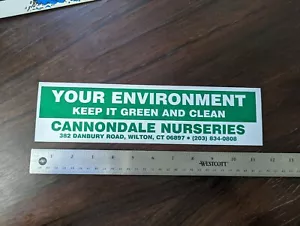 YOUR ENVIRONMENT
KEEP IT GREEN AND CLEAN
CANNONDALE NURSERIES
382 DANBURY ROAD, WILTON, CT 06897 • (203) 834-0808
WESTCOTT